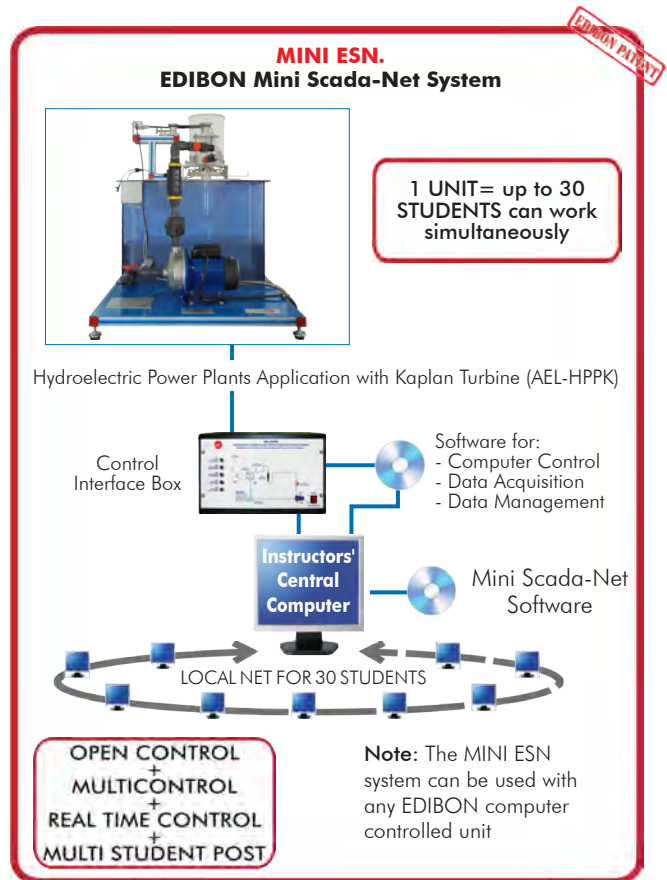 EDIBON PATENT
MINI ESN.
EDIBON Mini Scada-Net System
1 UNIT= up to 30
STUDENTS can work
simultaneously
Hydroelectric Power Plants Application with Kaplan Turbine (AEL-HPPK)
Control
Interface Box
Software for:
- Computer Control
- Data Acquisition
- Data Management
Instructors'
Central
Computer
Mini Scada-Net
Software
LOCAL NET FOR 30 STUDENTS
OPEN CONTROL
+
MULTICONTROL
+
REAL TIME CONTROL
+
MULTI STUDENT POST
Note: The MINI ESN
system can be used with
any EDIBON computer
controlled unit